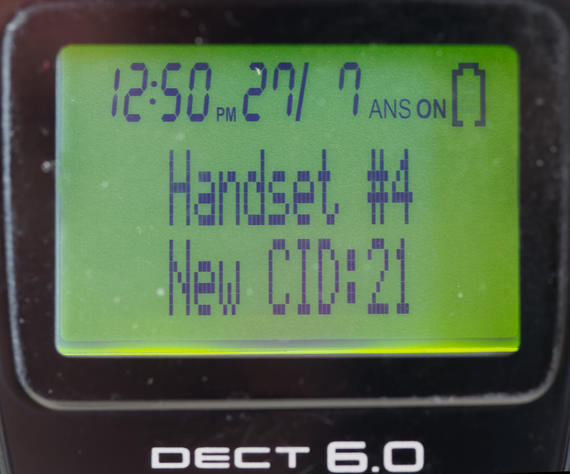 12:50 PM 27/ 7 ANS ON
Handset #4
New CID:21
DECT 6.0